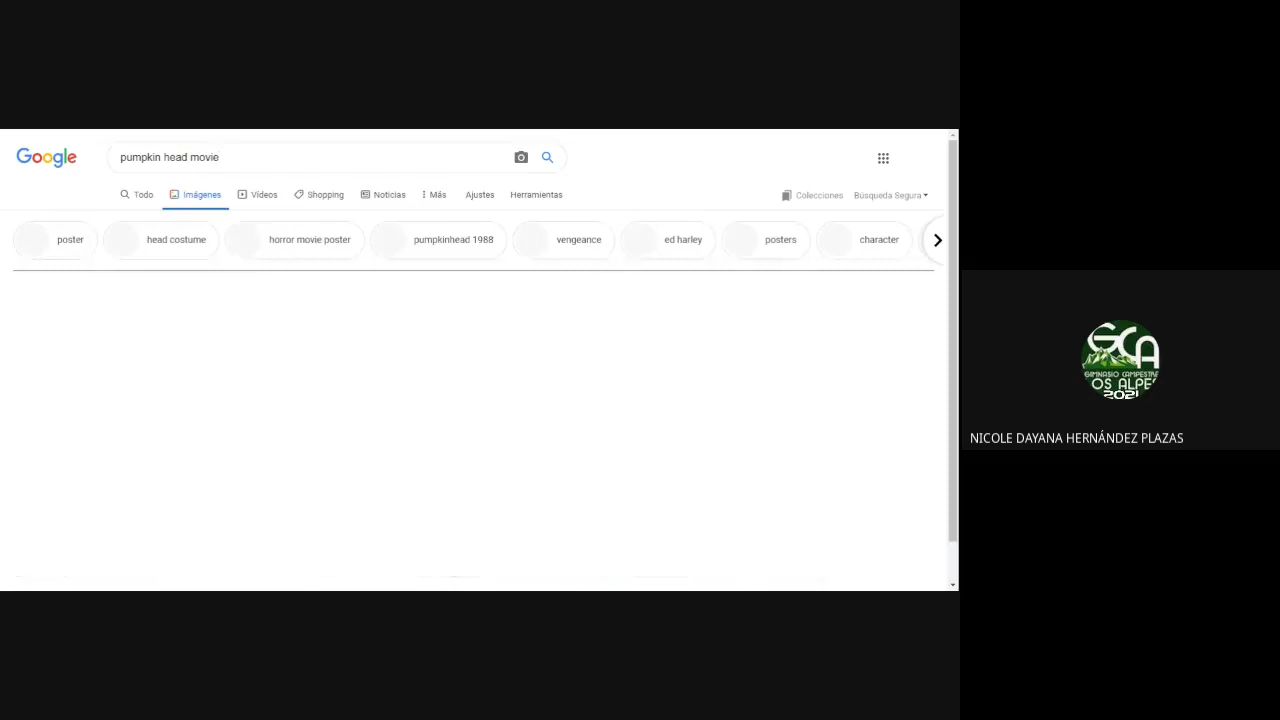 Google
pumpkin head movie
Todo Imágenes Vídeos Shopping Noticias Más Ajustes Herramientas Colecciones Búsqueda Segura
poster head costume horror movie poster pumpkinhead 1988 vengeance ed harley posters character
GCA
GIMNASIO CAMPESTRE
OS ALPES
2021
NICOLE DAYANA HERNÁNDEZ PLAZAS